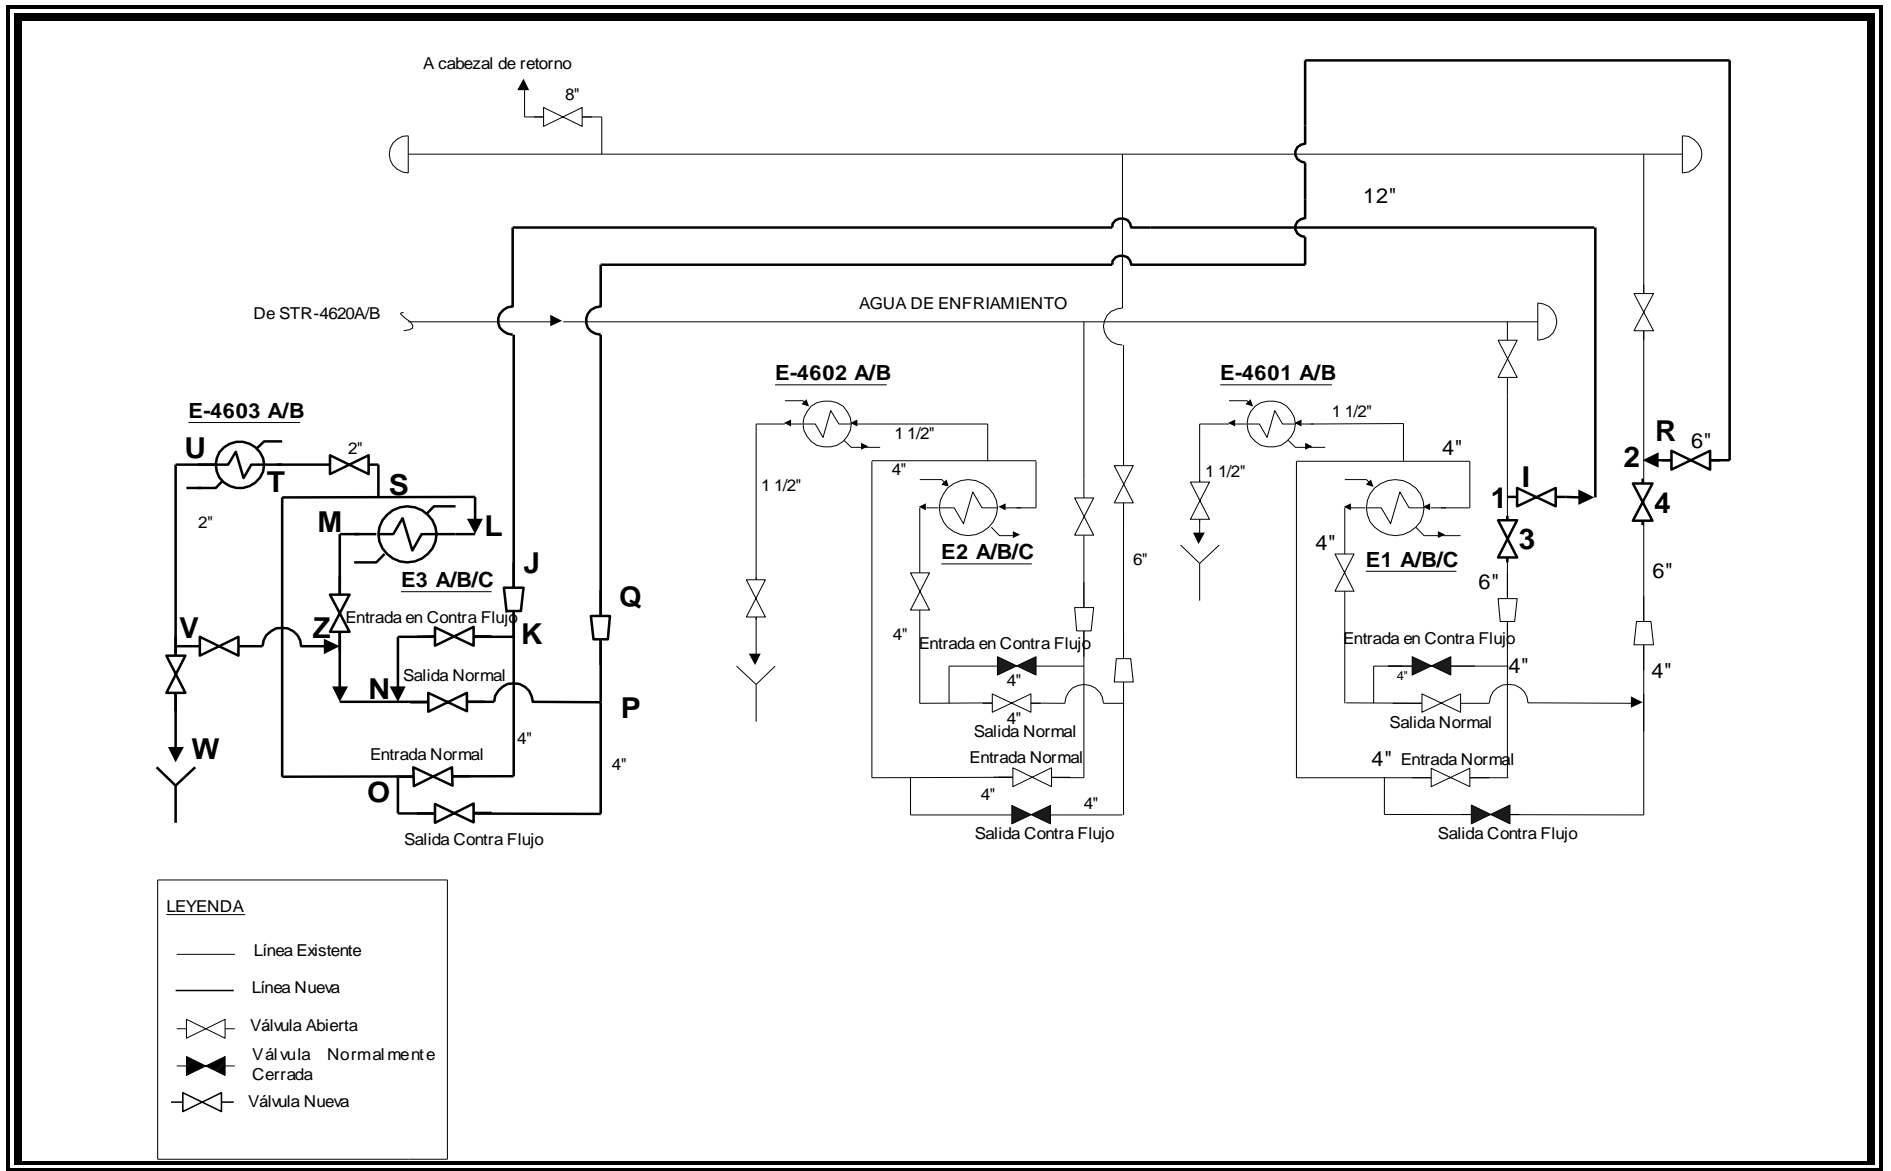 A cabezal de retorno
8"
12"
AGUA DE ENFRIAMIENTO
De STR-4620A/B
E-4602 A/B
E-4601 A/B
E-4603 A/B
1 1/2"
1 1/2"
U
2"
T
S
4"
4"
R
6"
2
1 1/2"
1 1/2"
I
1
4
2"
M
L
3
4"
E2 A/B/C
E1 A/B/C
6"
J
E3 A/B/C
6"
6"
Q
Entrada en Contra Flujo
V
Z
K
4"
Entrada en Contra Flujo
Entrada en Contra Flujo
4"
4"
4"
4"
4"
Salida Normal
N
P
4"
Salida Normal
Salida Normal
4"
W
Entrada Normal
4"
Entrada Normal
4"
Entrada Normal
O
4"
4"
Salida Contra Flujo
Salida Contra Flujo
Salida Contra Flujo
LEYENDA
Línea Existente
Línea Nueva
Válvula Abierta
Válvula Normalmente
Cerrada
Válvula Nueva